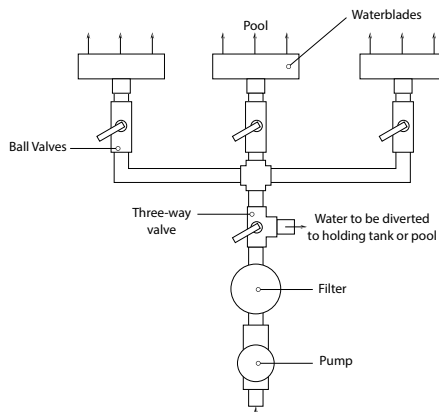 Waterblades
Pool
Ball Valves
Three-way
valve
Water to be diverted
to holding tank or pool
Filter
Pump